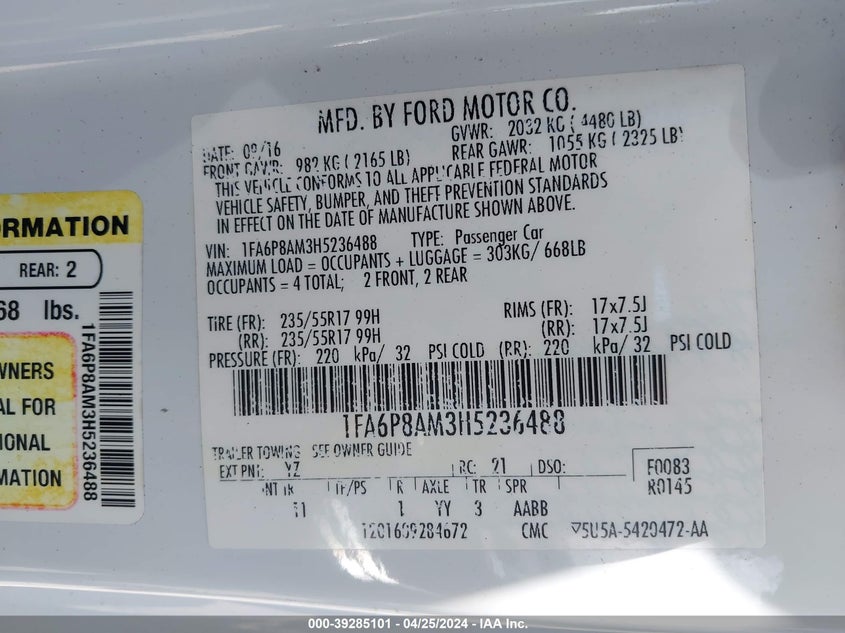 MFD. BY FORD MOTOR CO.
DATE: 09/16 GVWR: 2032 KG ( 4480 LB)
FRONT GAWR: 982 KG ( 2165 LB) REAR GAWR: 1055 KG ( 2325 LB)
THIS VEHICLE CONFORMS TO ALL APPLICABLE FEDERAL MOTOR
VEHICLE SAFETY, BUMPER, AND THEFT PREVENTION STANDARDS
IN EFFECT ON THE DATE OF MANUFACTURE SHOWN ABOVE.
VIN: 1FA6P8AM3H5236488 TYPE: Passenger Car
MAXIMUM LOAD = OCCUPANTS + LUGGAGE = 303KG/ 668LB
OCCUPANTS = 4 TOTAL; 2 FRONT, 2 REAR
TIRE (FR): 235/55R17 99H RIMS (FR): 17x7.5J
(RR): 235/55R17 99H (RR): 17x7.5J
PRESSURE (FR): 220 kPa/ 32 PSI COLD (RR): 220 kPa/ 32 PSI COLD
1FA6P8AM3H5236488
TRAILER TOWING SEE OWNER GUIDE
EXT PNT: YZ RC: 21 DSO: F0083
R0145
INT TR TP/PS R AXLE TR SPR
1 YY 3 AABB
CMC
ORMATION
REAR: 2
68 lbs.
WNERS
AL FOR
IONAL
MATION
1FA6P8AM3H5236488
000-39285101 - 04/25/2024 - IAA Inc.